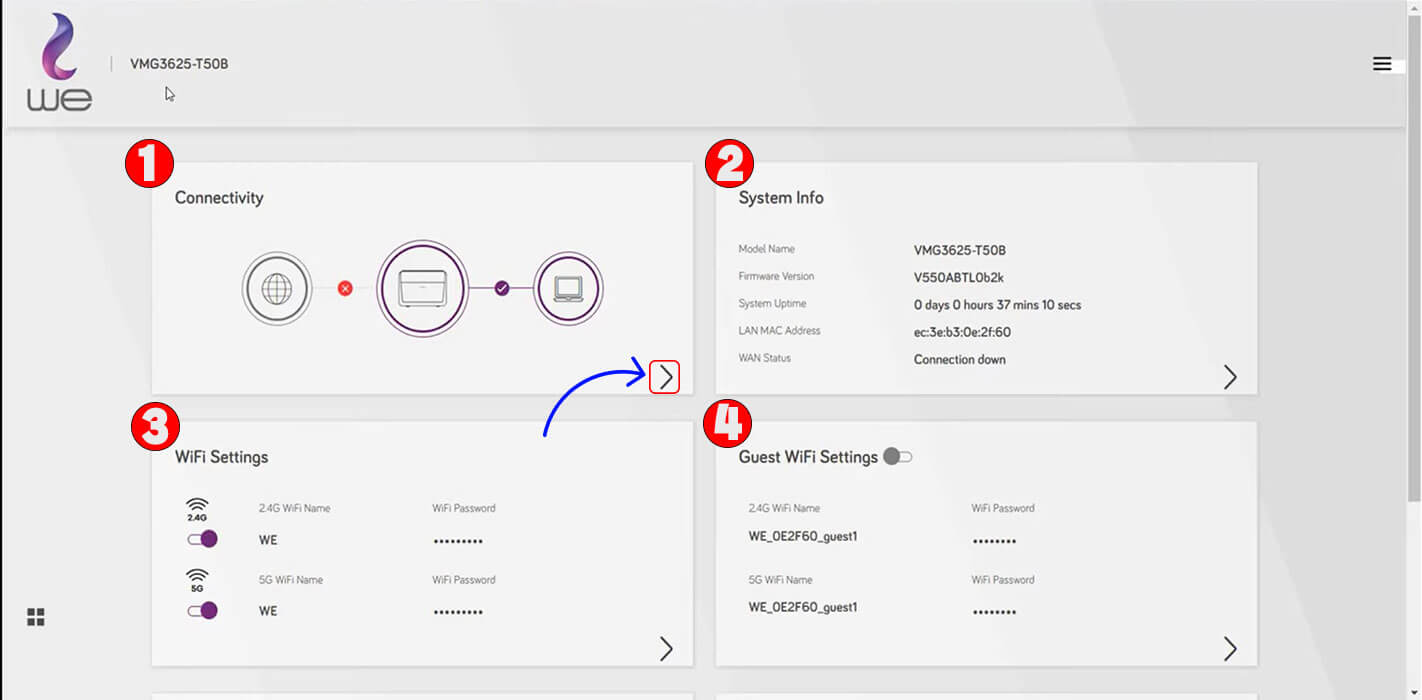 we
VMG3625-T50B
1
Connectivity
2
System Info
Model Name VMG3625-T50B
Firmware Version V550ABTL0b2k
System Uptime 0 days 0 hours 37 mins 10 secs
LAN MAC Address ec:3e:b3:0e:2f:60
WAN Status Connection down
3
WiFi Settings
2.4G
2.4G WiFi Name WiFi Password
WE •••••••••
5G
5G WiFi Name WiFi Password
WE •••••••••
4
Guest WiFi Settings
2.4G WiFi Name WiFi Password
WE_0E2F60_guest1 ••••••••
5G WiFi Name WiFi Password
WE_0E2F60_guest1 ••••••••